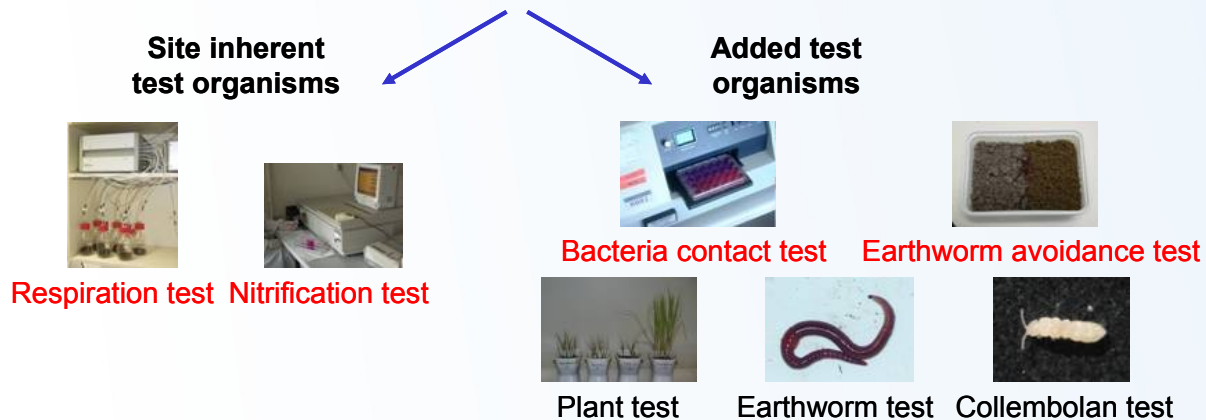 Site inherent
test organisms
Added test
organisms
Respiration test
Nitrification test
Bacteria contact test
Earthworm avoidance test
Plant test
Earthworm test
Collembolan test